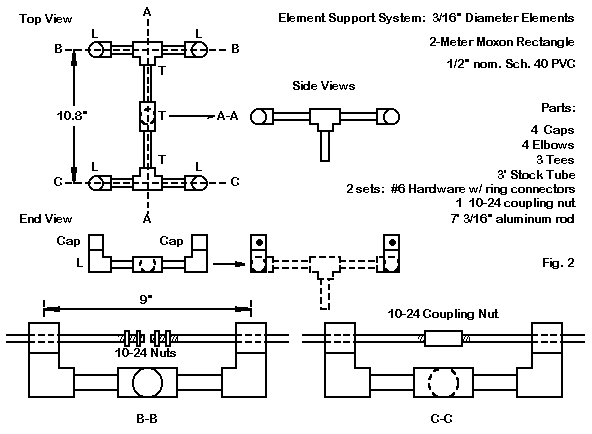 Top View
A
Element Support System: 3/16" Diameter Elements
L L
B B
2-Meter Moxon Rectangle
1/2" nom. Sch. 40 PVC
T
Side Views
10.8"
T
A-A
Parts:
4 Caps
4 Elbows
3 Tees
3' Stock Tube
2 sets: #6 Hardware w/ ring connectors
1 10-24 coupling nut
7' 3/16" aluminum rod
T
L L
C C
A
End View
Cap Cap
L
Fig. 2
9"
10-24 Coupling Nut
10-24 Nuts
B-B
C-C